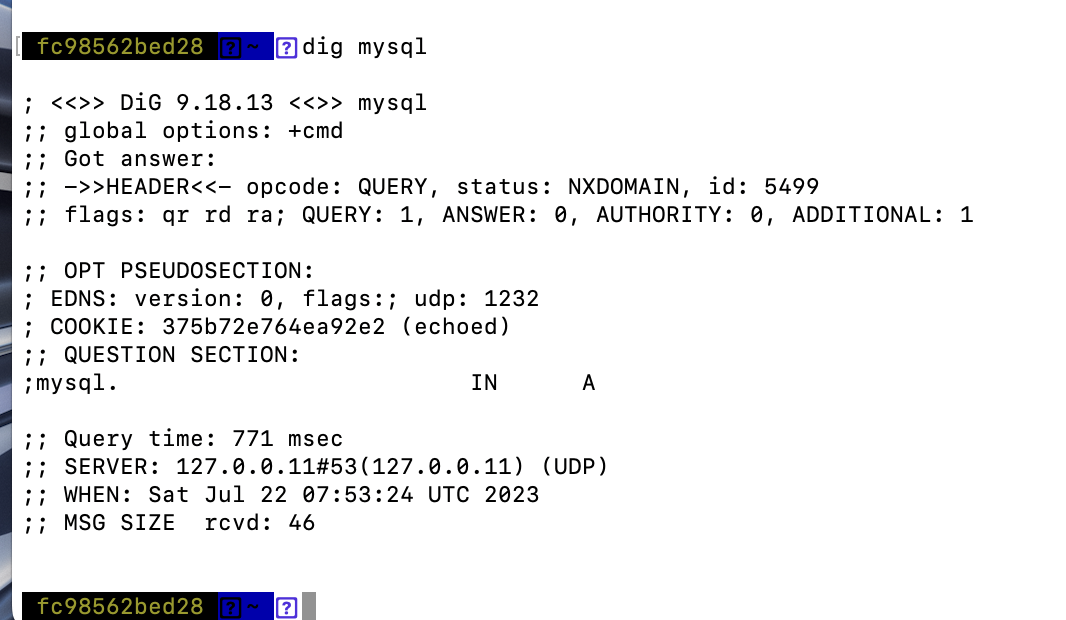 fc98562bed28 ~ dig mysql
; <<>> DiG 9.18.13 <<>> mysql
;; global options: +cmd
;; Got answer:
;; ->>HEADER<<- opcode: QUERY, status: NXDOMAIN, id: 5499
;; flags: qr rd ra; QUERY: 1, ANSWER: 0, AUTHORITY: 0, ADDITIONAL: 1
;; OPT PSEUDOSECTION:
; EDNS: version: 0, flags:; udp: 1232
; COOKIE: 375b72e764ea92e2 (echoed)
;; QUESTION SECTION:
;mysql. IN A
;; Query time: 771 msec
;; SERVER: 127.0.0.11#53(127.0.0.11) (UDP)
;; WHEN: Sat Jul 22 07:53:24 UTC 2023
;; MSG SIZE rcvd: 46
fc98562bed28 ~